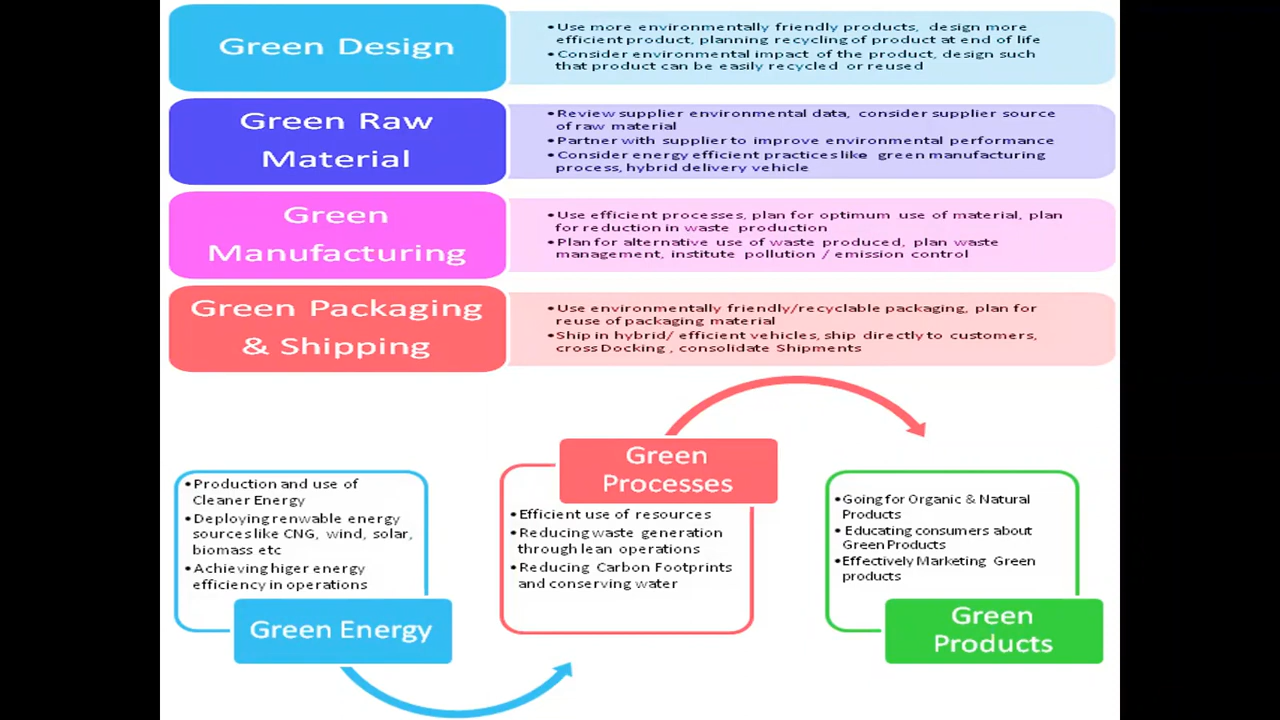 Green Design
•Use more environmentally friendly products, design more
efficient product, planning recycling of product at end of life
•Consider environmental impact of the product, design such
that product can be easily recycled or reused
Green Raw
Material
•Review supplier environmental data, consider supplier source
of raw material
•Partner with supplier to improve environmental performance
•Consider energy efficient practices like green manufacturing
process, hybrid delivery vehicle
Green
Manufacturing
•Use efficient processes, plan for optimum use of material, plan
for reduction in waste production
•Plan for alternative use of waste produced, plan waste
management, institute pollution / emission control
Green Packaging
& Shipping
•Use environmentally friendly/recyclable packaging, plan for
reuse of packaging material
•Ship in hybrid/ efficient vehicles, ship directly to customers,
cross Docking , consolidate Shipments
•Production and use of
Cleaner Energy
•Deploying renwable energy
sources like CNG, wind, solar,
biomass etc
•Achieving higer energy
efficiency in operations
Green Energy
Green
Processes
•Efficient use of resources
•Reducing waste generation
through lean operations
•Reducing Carbon Footprints
and conserving water
•Going for Organic & Natural
Products
• Educating consumers about
Green Products
•Effectively Marketing Green
products
Green
Products